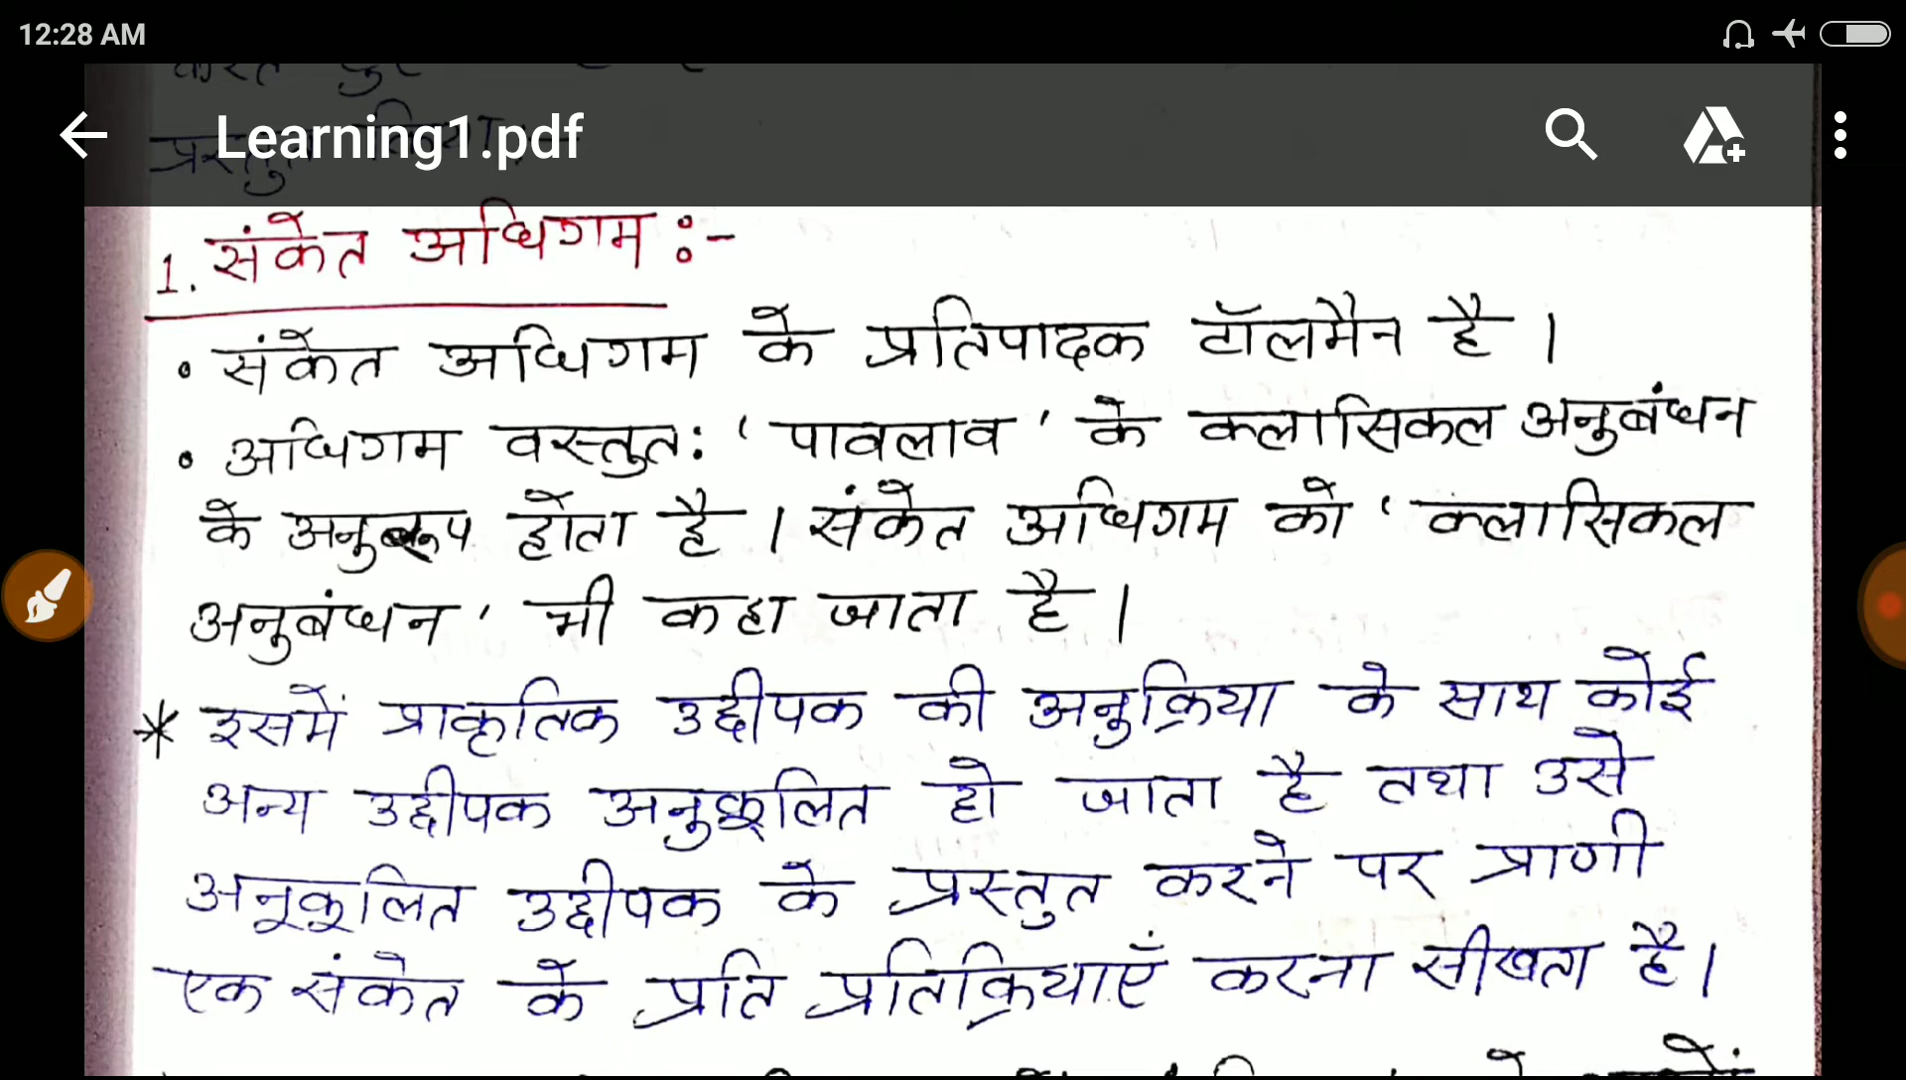 12:28 AM
Learning1.pdf
1. संकेत अधिगम :-
• संकेत अधिगम के प्रतिपादक टॉलमैन है ।
• अधिगम वस्तुत: ' पावलाव ' के क्लासिकल अनुबंधन
के अनुरूप होता है । संकेत अधिगम को ' क्लासिकल
अनुबंधन ' भी कहा जाता है ।
* इसमें प्राकृतिक उद्दीपक की अनुक्रिया के साथ कोई
अन्य उद्दीपक अनुकूलित हो जाता है तथा उसे
अनूकूलित उद्दीपक के प्रस्तुत करने पर प्राणी
एक संकेत के प्रति प्रतिक्रियाएँ करना सीखता है।